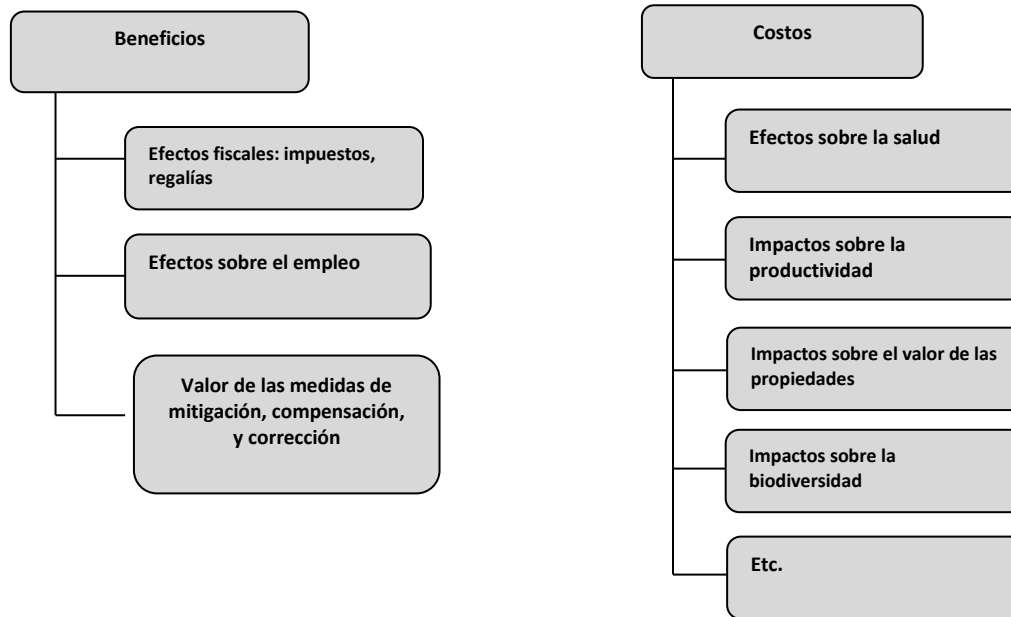 Beneficios
Efectos fiscales: impuestos,
regalías
Efectos sobre el empleo
Valor de las medidas de
mitigación, compensación,
y corrección
Costos
Efectos sobre la salud
Impactos sobre la
productividad
Impactos sobre el valor de las
propiedades
Impactos sobre la
biodiversidad
Etc.